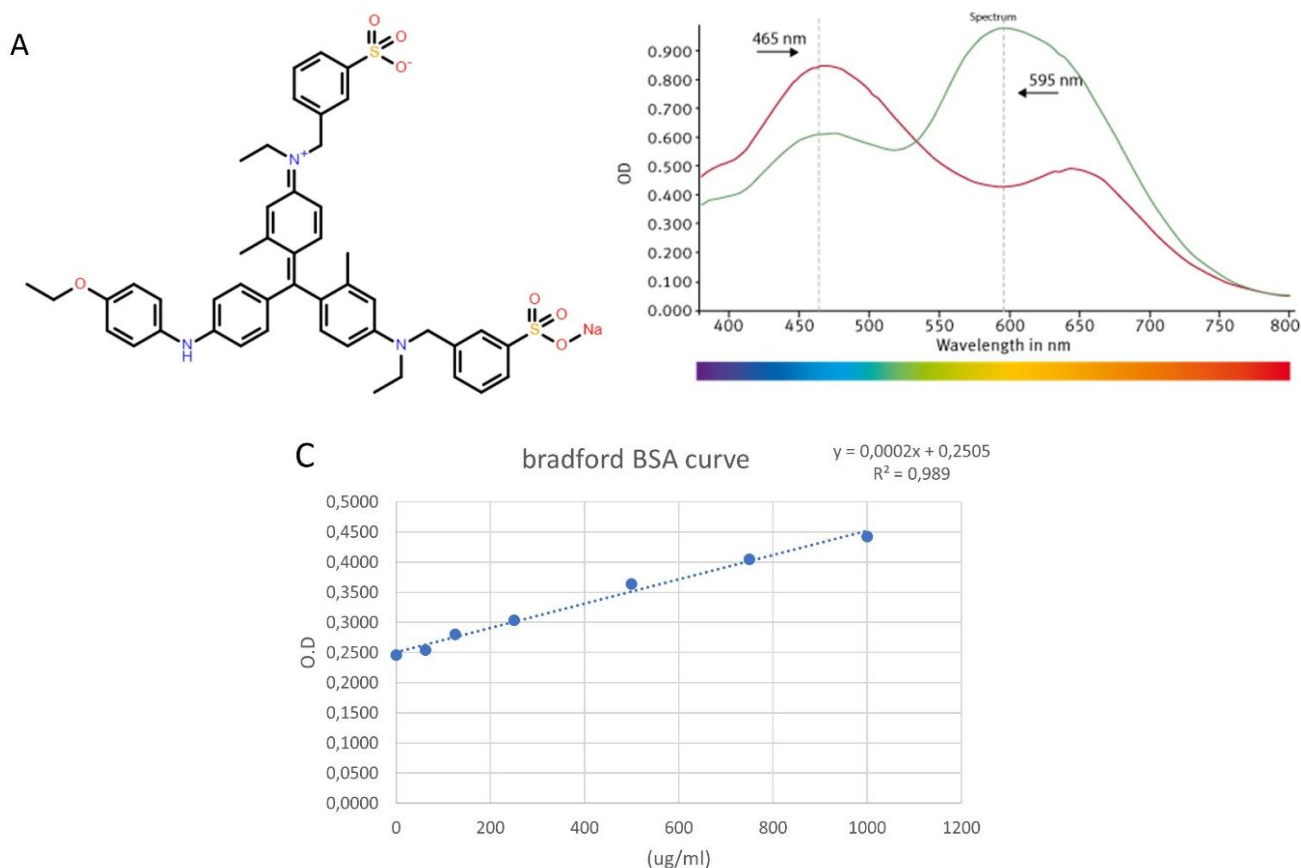 A
O
O
S
O⁻
N⁺
O
N
H
N
O
O
S
O
Na
Spectrum
465 nm
595 nm
OD
0.900
0.800
0.700
0.600
0.500
0.400
0.300
0.200
0.100
0.000
400 450 500 550 600 650 700 750 800
Wavelength in nm
C
bradford BSA curve
y = 0,0002x + 0,2505
R² = 0,989
O.D
0,5000
0,4500
0,4000
0,3500
0,3000
0,2500
0,2000
0,1500
0,1000
0,0500
0,0000
0 200 400 600 800 1000 1200
(ug/ml)